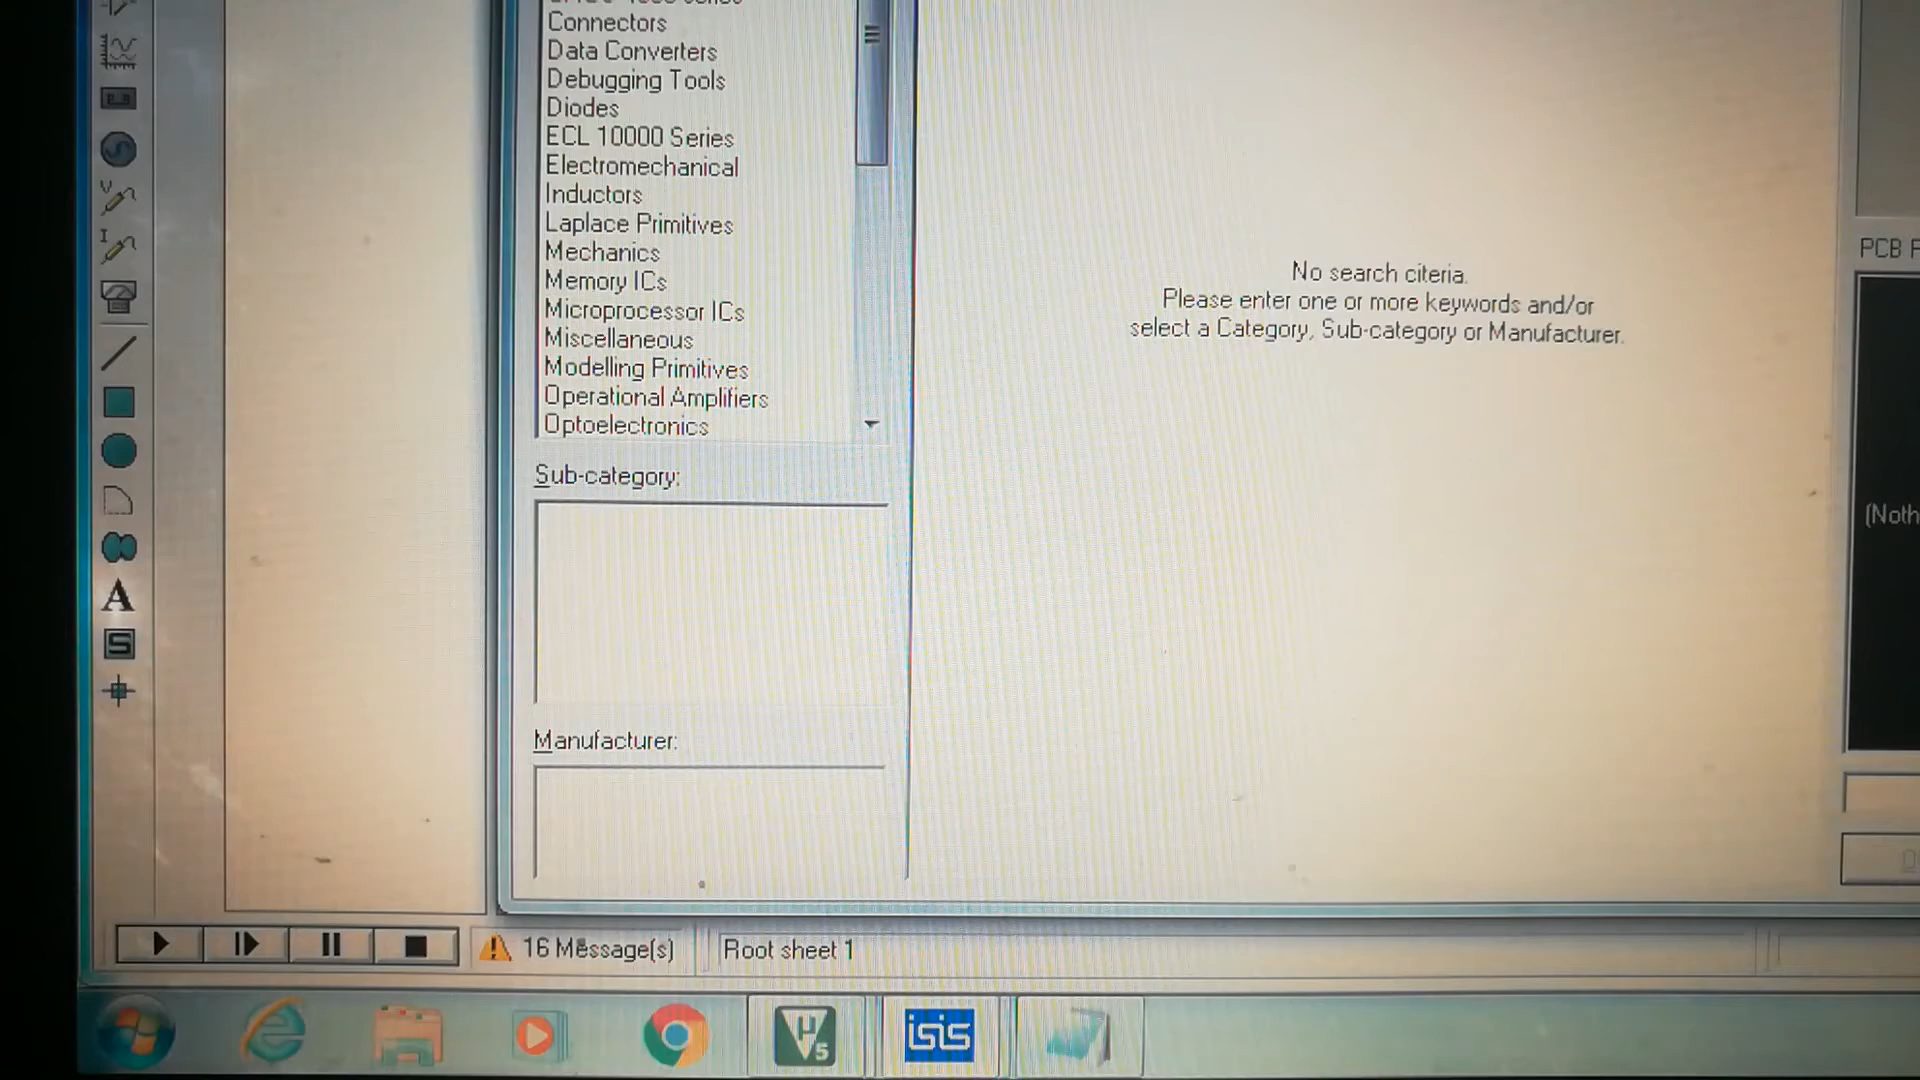 Connectors
Data Converters
Debugging Tools
Diodes
ECL 10000 Series
Electromechanical
Inductors
Laplace Primitives
Mechanics
Memory ICs
Microprocessor ICs
Miscellaneous
Modelling Primitives
Operational Amplifiers
Optoelectronics
Sub-category:
Manufacturer:
No search citeria.
Please enter one or more keywords and/or
select a Category, Sub-category or Manufacturer.
PCB
(Noth
V
I
A
S
16 Message(s)
Root sheet 1
µV5
isis